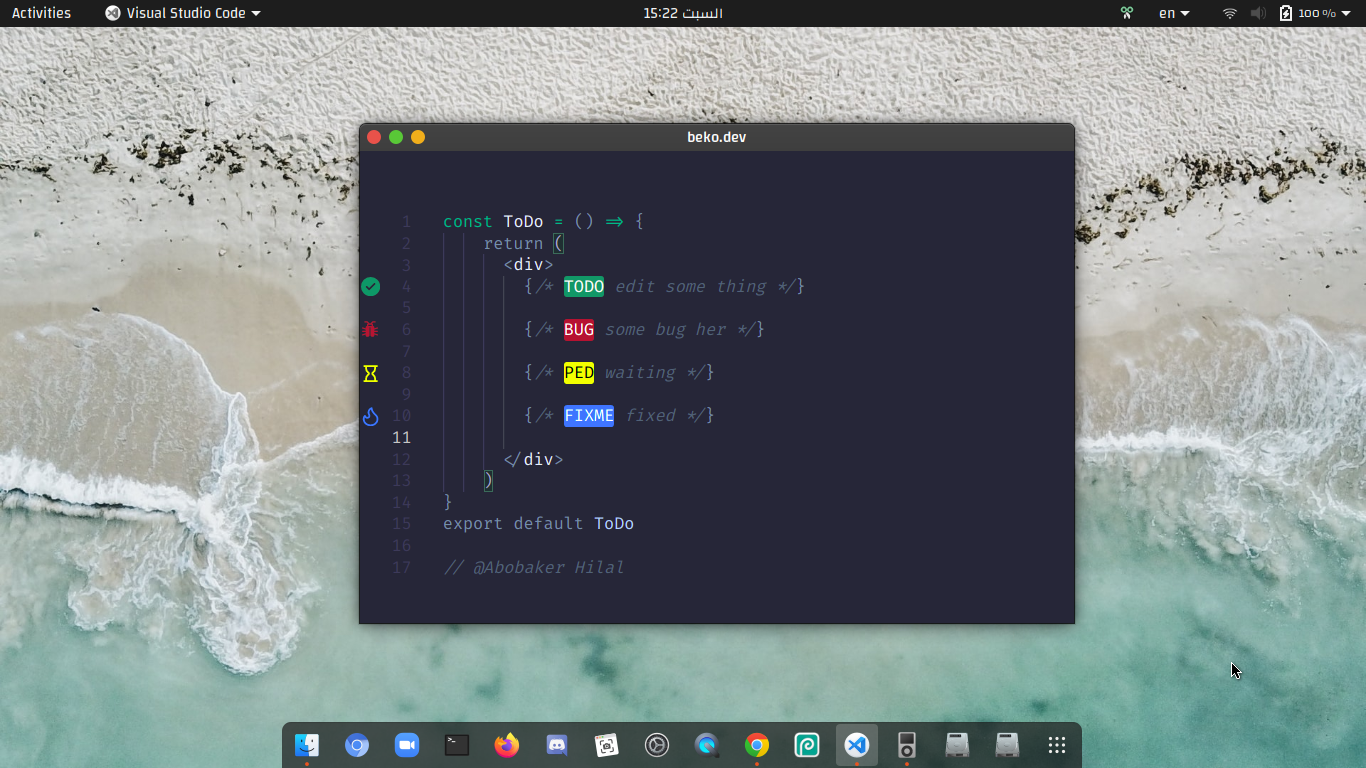 Activities Visual Studio Code 15:22 السبت en 100 %
beko.dev
1 const ToDo = () => {
2 return (
3 <div>
4 {/* TODO edit some thing */}
5
6 {/* BUG some bug her */}
7
8 {/* PED waiting */}
9
10 {/* FIXME fixed */}
11
12 </div>
13 )
14 }
15 export default ToDo
16
17 // @Abobaker Hilal